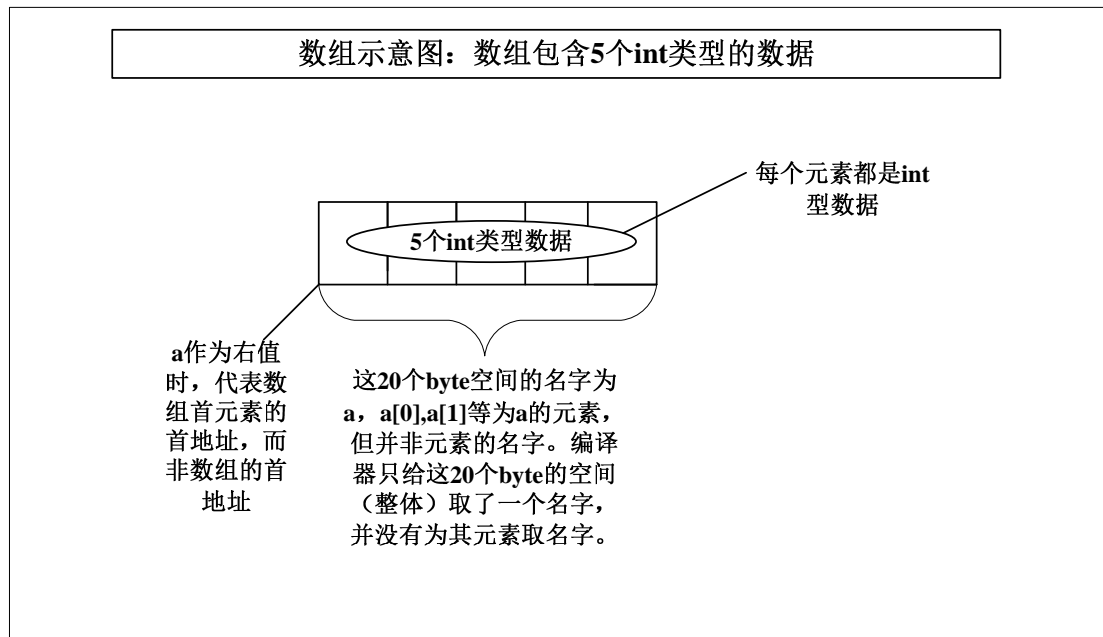 数组示意图：数组包含5个int类型的数据
每个元素都是int
型数据
5个int类型数据
a作为右值
时，代表数
组首元素的
首地址，而
非数组的首
地址
这20个byte空间的名字为
a，a[0],a[1]等为a的元素，
但并非元素的名字。编译
器只给这20个byte的空间
（整体）取了一个名字，
并没有为其元素取名字。